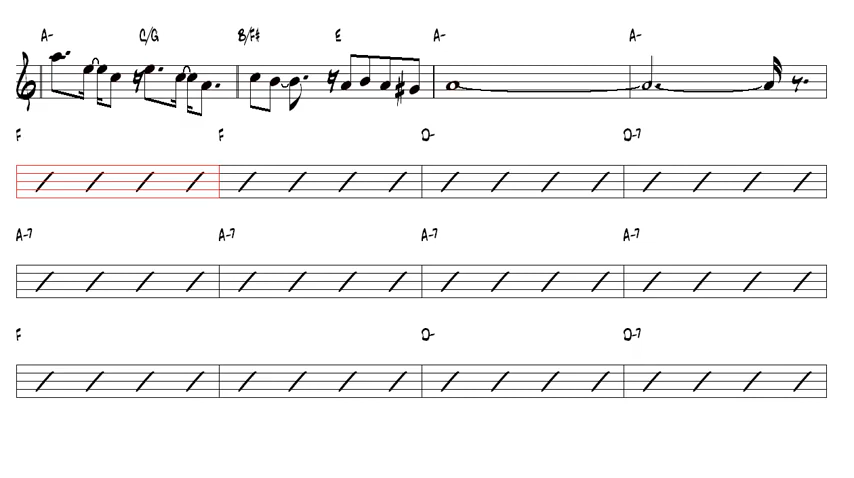 A- C/G B/F# E A- A-
F F D- D-7
A-7 A-7 A-7 A-7
F D- D-7